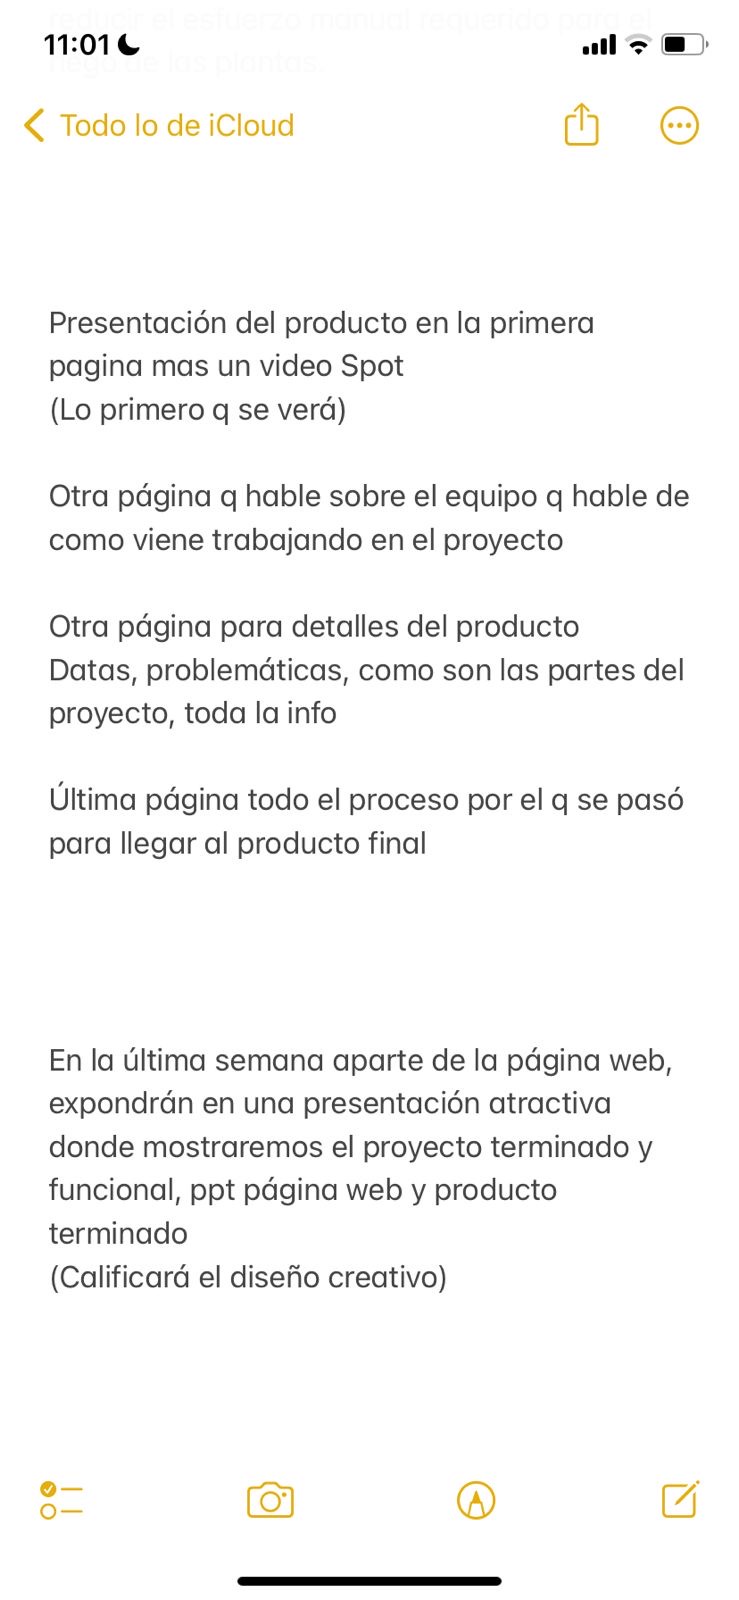 reducir el esfuerzo manual requerido para el
11:01
riego de las plantas.
Todo lo de iCloud
Presentación del producto en la primera
pagina mas un video Spot
(Lo primero q se verá)
Otra página q hable sobre el equipo q hable de
como viene trabajando en el proyecto
Otra página para detalles del producto
Datas, problemáticas, como son las partes del
proyecto, toda la info
Última página todo el proceso por el q se pasó
para llegar al producto final
En la última semana aparte de la página web,
expondrán en una presentación atractiva
donde mostraremos el proyecto terminado y
funcional, ppt página web y producto
terminado
(Calificará el diseño creativo)